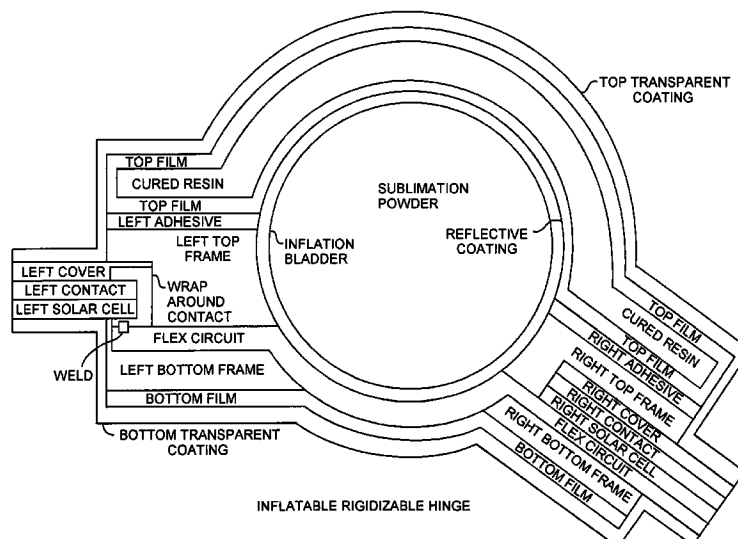 TOP TRANSPARENT
COATING
TOP FILM
CURED RESIN
SUBLIMATION
POWDER
TOP FILM
LEFT ADHESIVE
LEFT TOP
FRAME
INFLATION
BLADDER
REFLECTIVE
COATING
LEFT COVER
LEFT CONTACT
LEFT SOLAR CELL
WRAP
AROUND
CONTACT
FLEX CIRCUIT
WELD
LEFT BOTTOM FRAME
BOTTOM FILM
BOTTOM TRANSPARENT
COATING
TOP FILM
CURED RESIN
TOP FILM
RIGHT ADHESIVE
RIGHT TOP FRAME
RIGHT COVER
RIGHT CONTACT
RIGHT SOLAR CELL
FLEX CIRCUIT
RIGHT BOTTOM FRAME
BOTTOM FILM
INFLATABLE RIGIDIZABLE HINGE